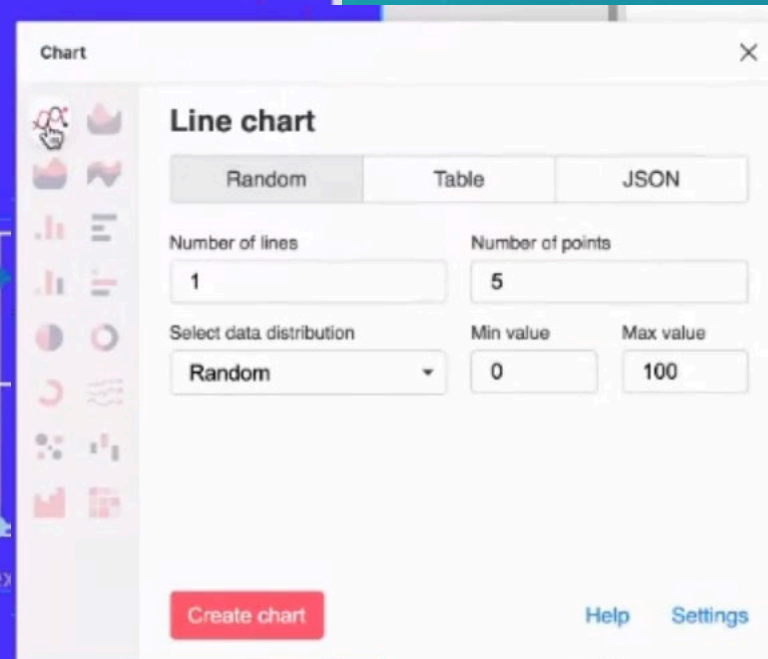 Chart
Line chart
Random Table JSON
Number of lines Number of points
1 5
Select data distribution Min value Max value
Random 0 100
Create chart Help Settings